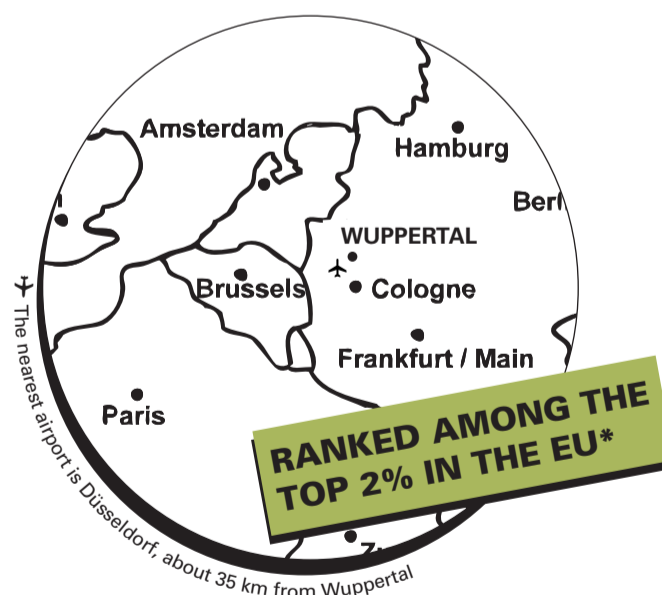 Amsterdam
Hamburg
WUPPERTAL
Brussels
Cologne
Frankfurt / Main
Paris
RANKED AMONG THE
TOP 2% IN THE EU*
The nearest airport is Düsseldorf, about 35 km from Wuppertal